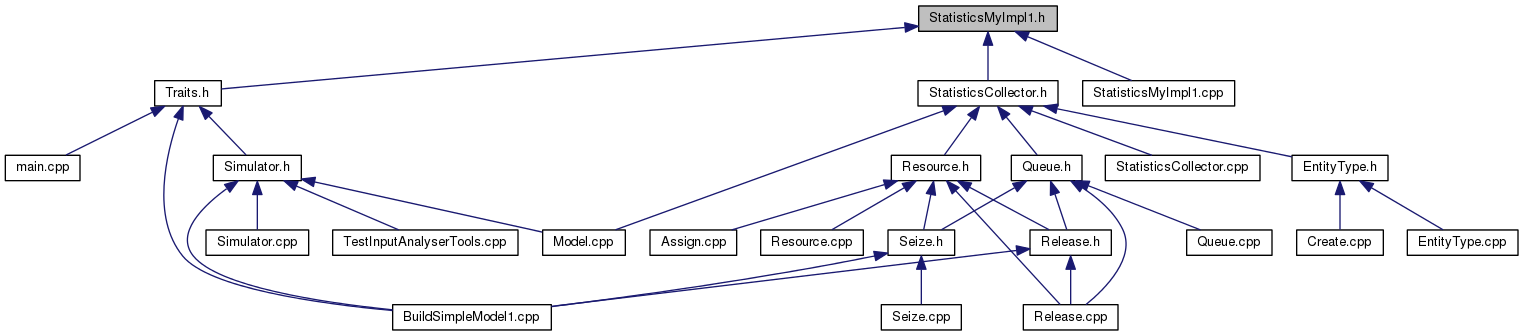 StatisticsMyImpl1.h
Traits.h
StatisticsCollector.h
StatisticsMyImpl1.cpp
main.cpp
Simulator.h
Resource.h
Queue.h
StatisticsCollector.cpp
EntityType.h
Simulator.cpp
TestInputAnalyserTools.cpp
Model.cpp
Assign.cpp
Resource.cpp
Seize.h
Release.h
Queue.cpp
Create.cpp
EntityType.cpp
BuildSimpleModel1.cpp
Seize.cpp
Release.cpp